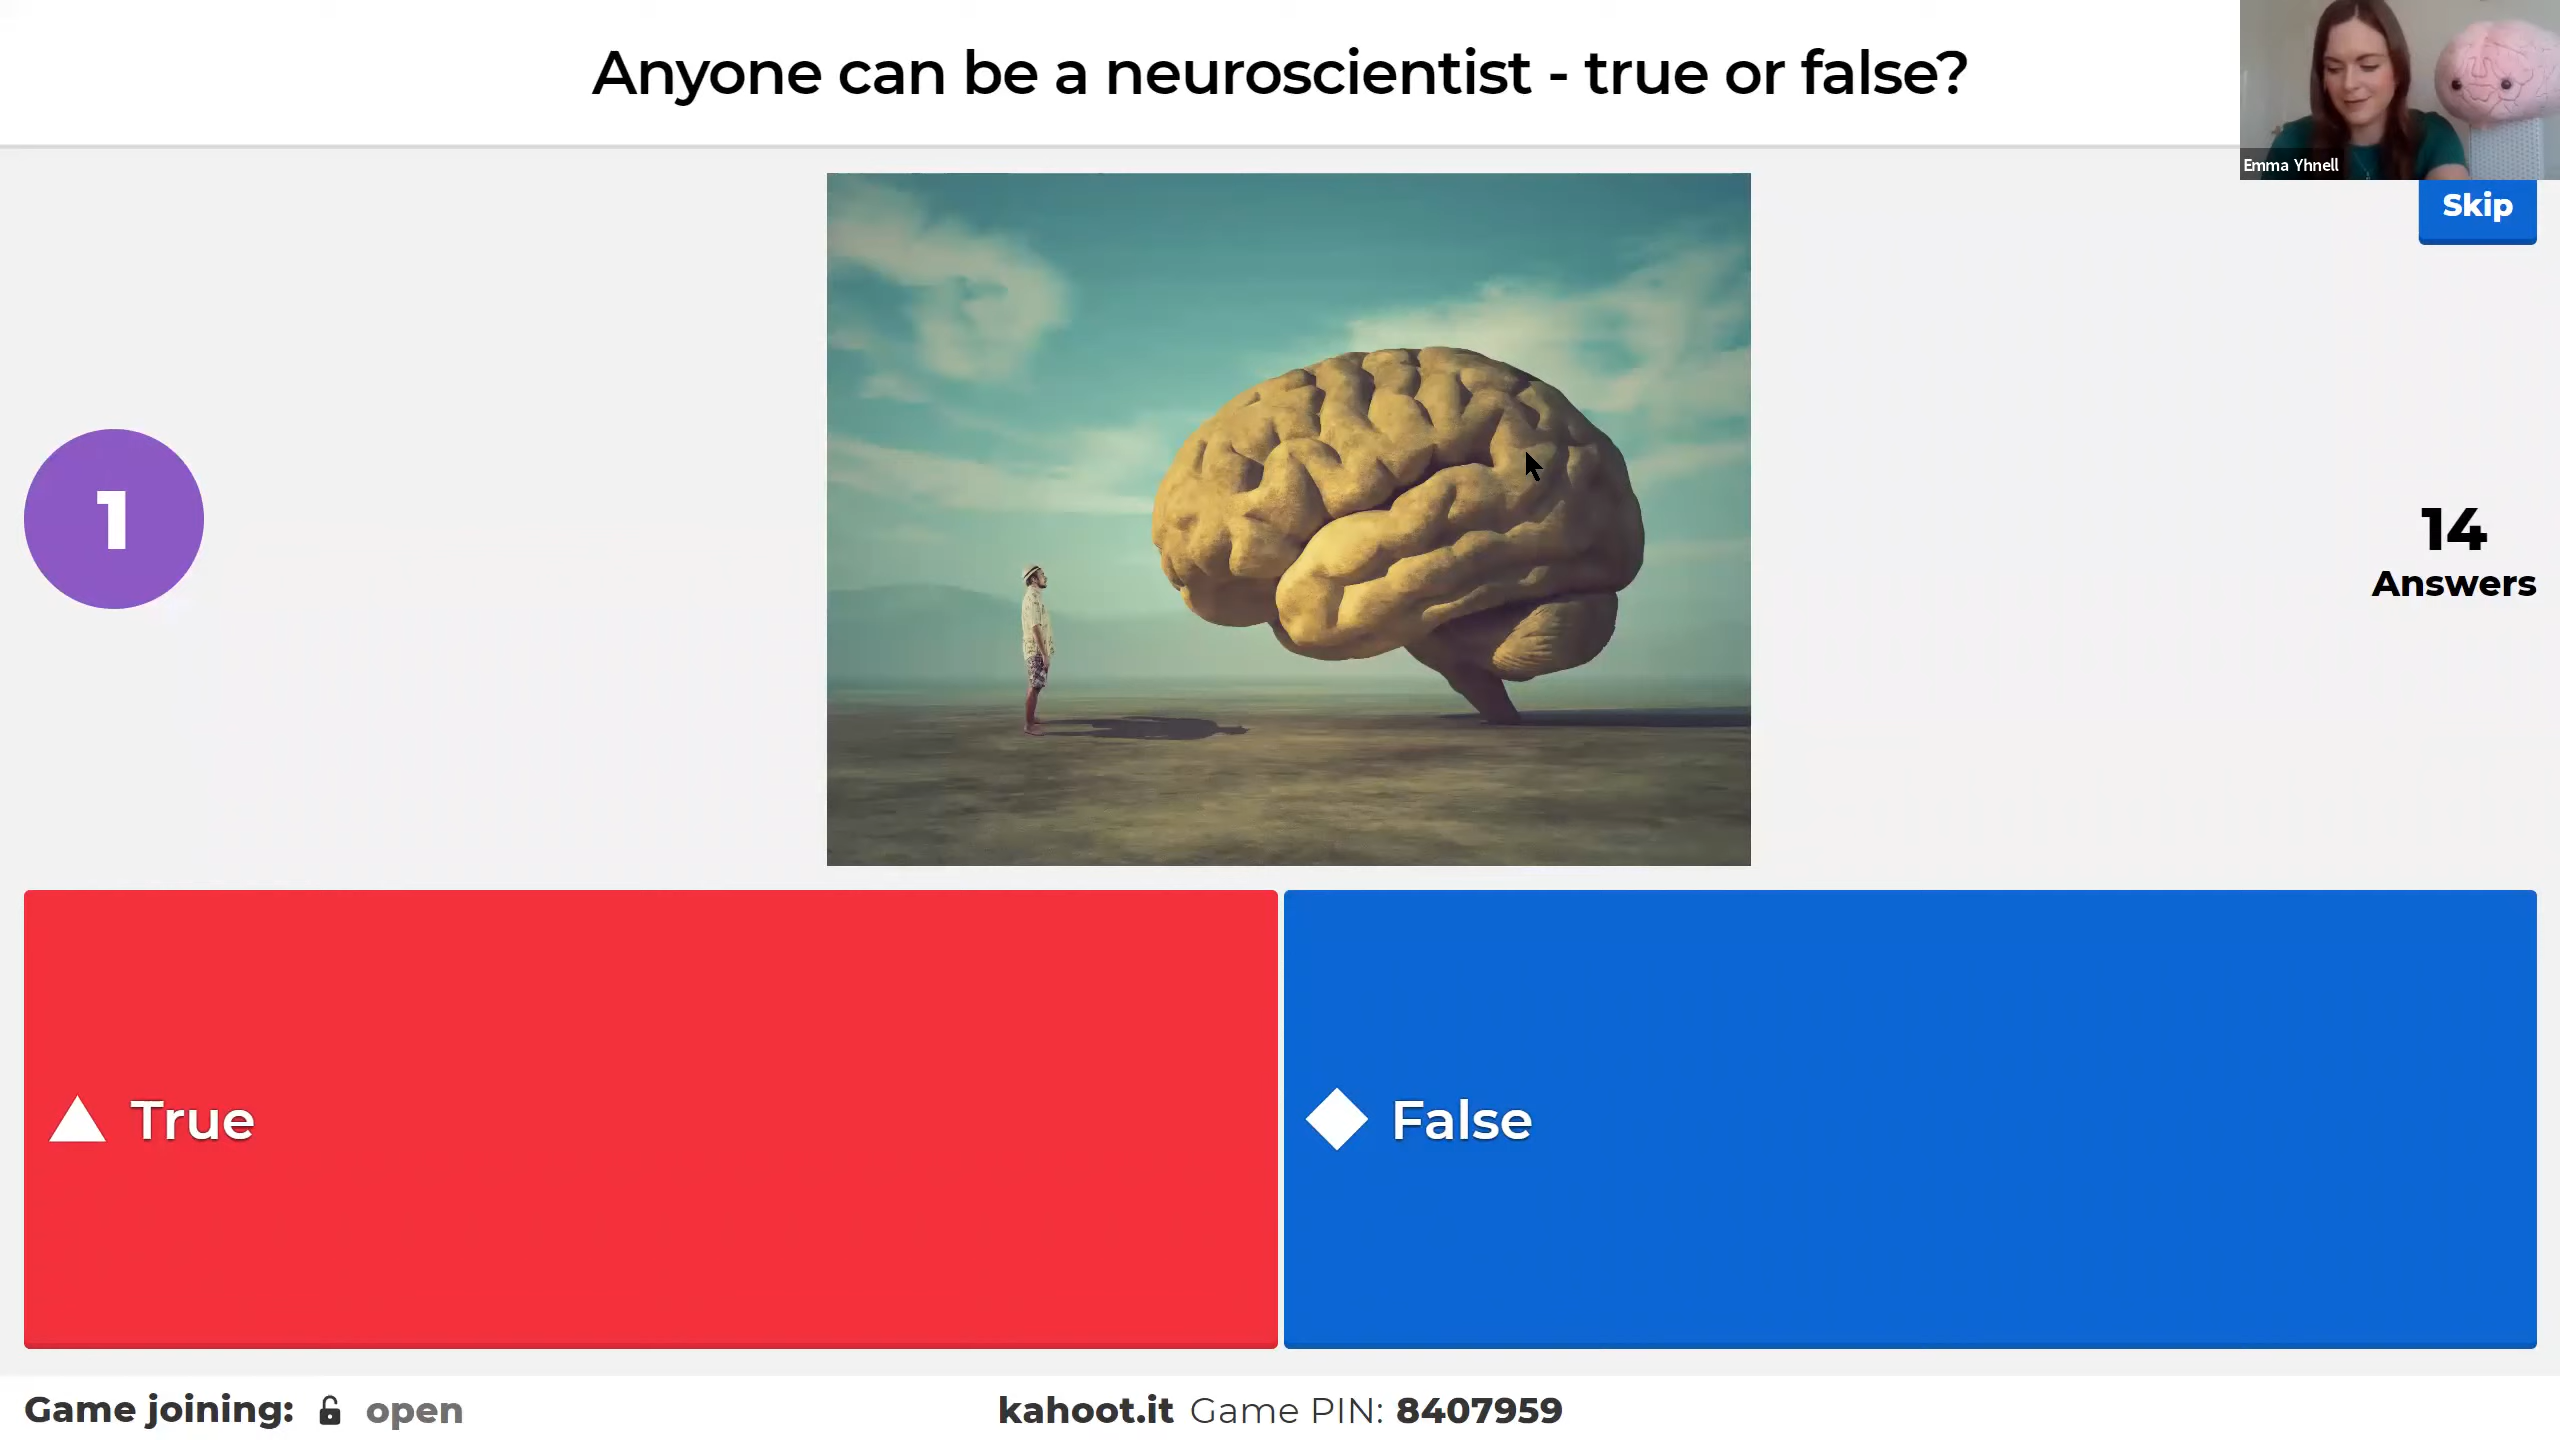 Anyone can be a neuroscientist - true or false?
Emma Yhnell
Skip
1
14
Answers
True
False
Game joining: open
kahoot.it Game PIN: 8407959